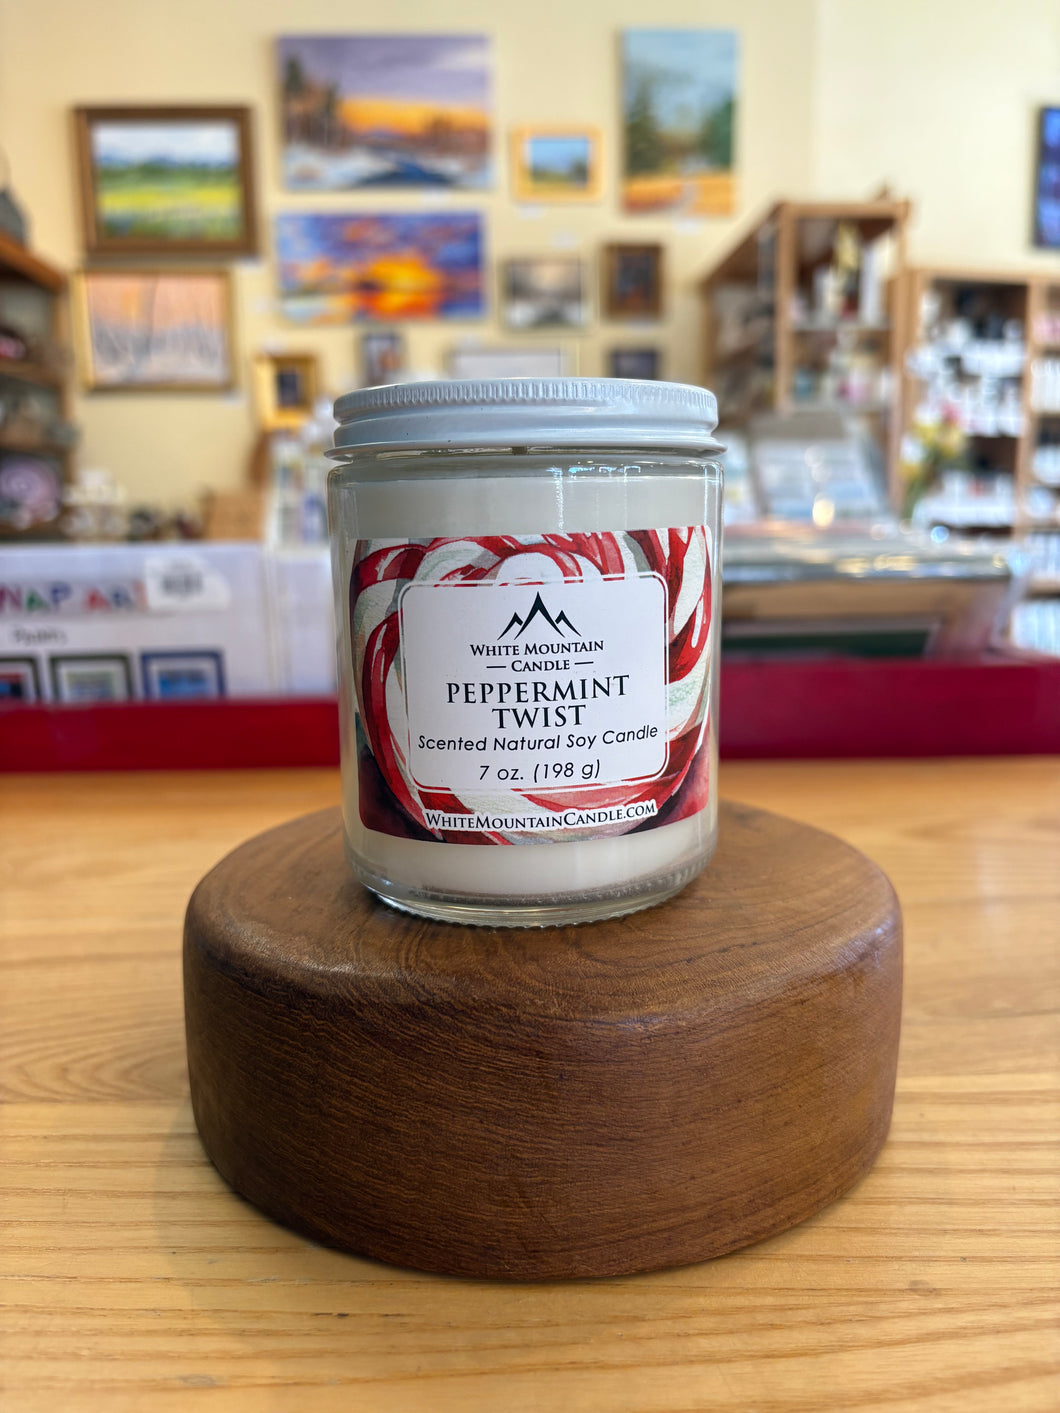 White Mountain
Candle
Peppermint
Twist
Scented Natural Soy Candle
7 oz. (198 g)
WhiteMountainCandle.com